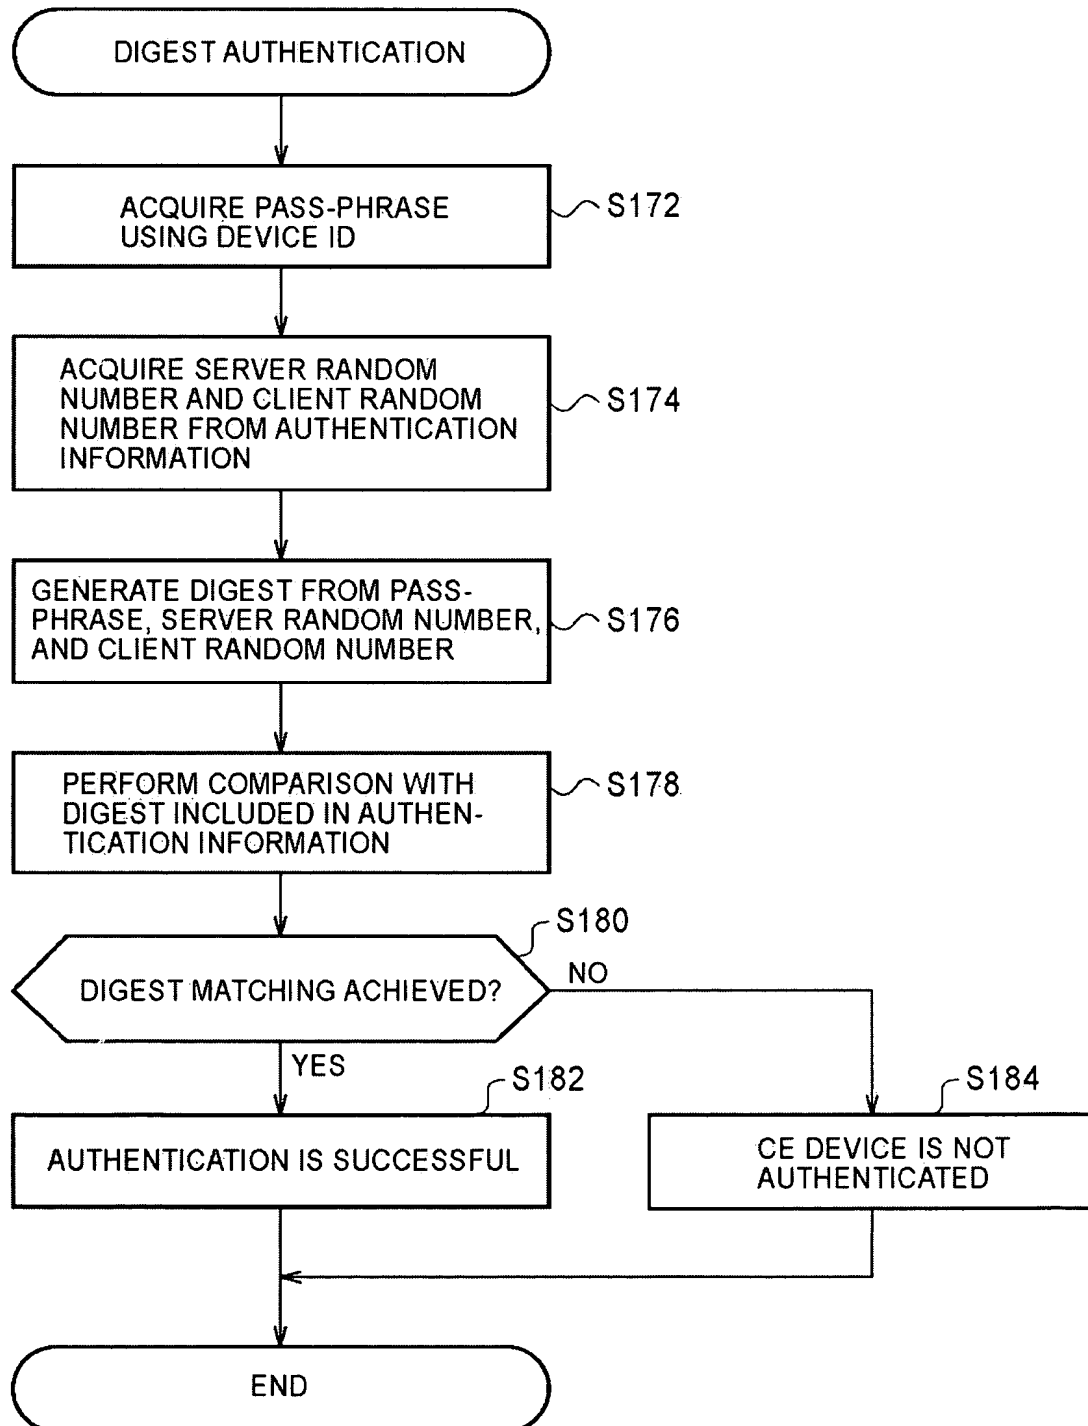 DIGEST AUTHENTICATION
ACQUIRE PASS-PHRASE
USING DEVICE ID
S172
ACQUIRE SERVER RANDOM
NUMBER AND CLIENT RANDOM
NUMBER FROM AUTHENTICATION
INFORMATION
S174
GENERATE DIGEST FROM PASS-
PHRASE, SERVER RANDOM NUMBER,
AND CLIENT RANDOM NUMBER
S176
PERFORM COMPARISON WITH
DIGEST INCLUDED IN AUTHEN-
TICATION INFORMATION
S178
S180
DIGEST MATCHING ACHIEVED?
NO
YES
S182
AUTHENTICATION IS SUCCESSFUL
S184
CE DEVICE IS NOT
AUTHENTICATED
END